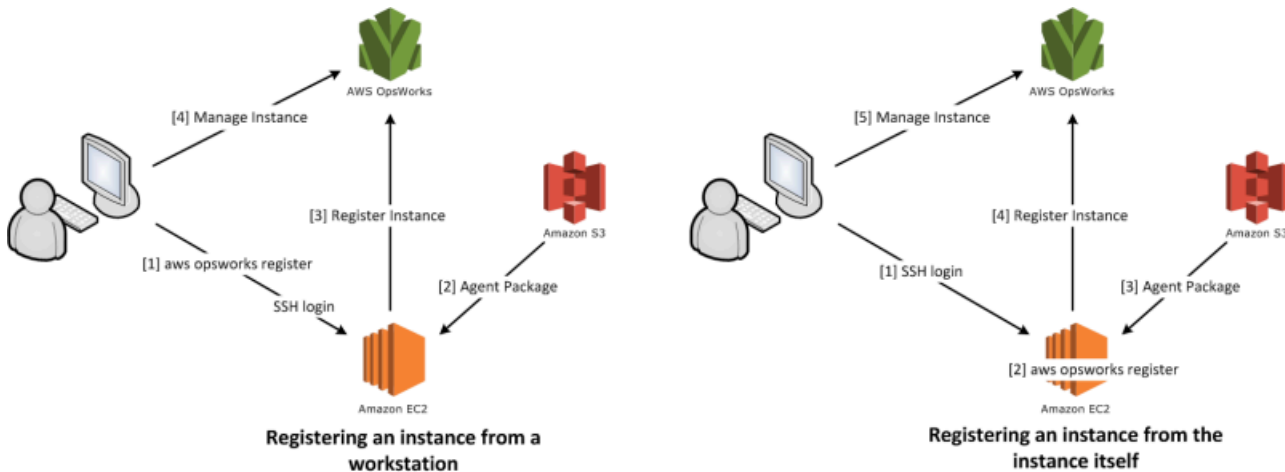 AWS OpsWorks
[4] Manage Instance
[3] Register Instance
Amazon S3
[1] aws opsworks register
[2] Agent Package
SSH login
Amazon EC2
Registering an instance from a
workstation
AWS OpsWorks
[5] Manage Instance
[4] Register Instance
Amazon S3
[1] SSH login
[3] Agent Package
[2] aws opsworks register
Amazon EC2
Registering an instance from the
instance itself